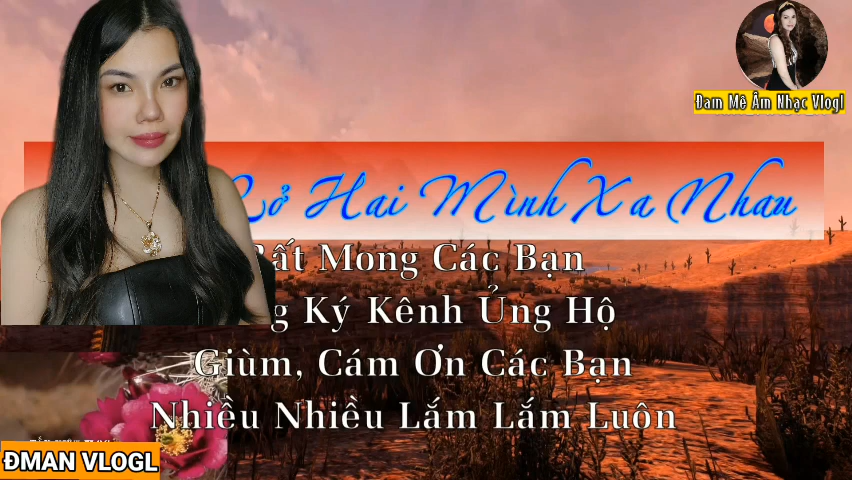 Đam Mê Âm Nhạc Vlogl
Lở Hai Mình Xa Nhau
Rất Mong Các Bạn
Ký Kênh Ủng Hộ
Giùm, Cám Ơn Các Bạn
Nhiều Nhiều Lắm Lắm Luôn
ĐMAN VLOGL